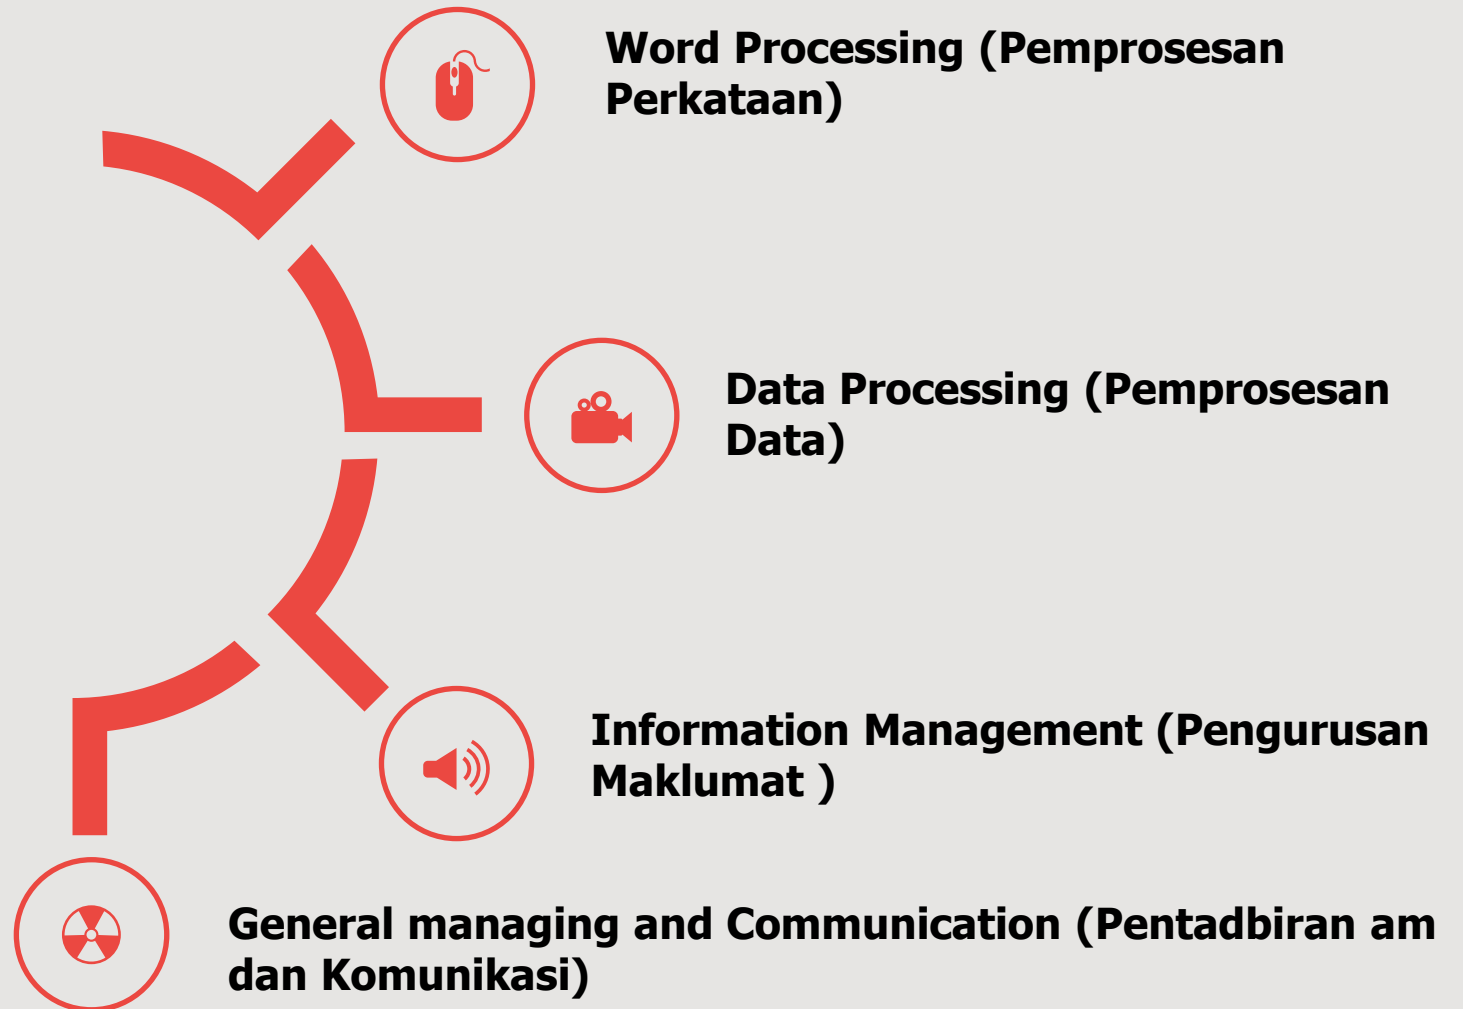 Word Processing (Pemprosesan
Perkataan)
Data Processing (Pemprosesan
Data)
Information Management (Pengurusan
Maklumat )
General managing and Communication (Pentadbiran am
dan Komunikasi)